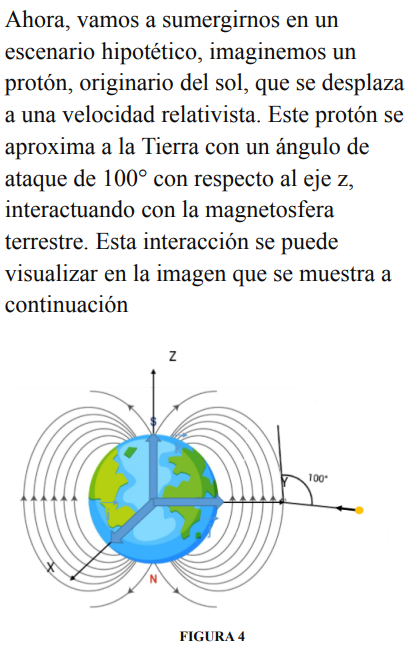 Ahora, vamos a sumergirnos en un
escenario hipotético, imaginemos un
protón, originario del sol, que se desplaza
a una velocidad relativista. Este protón se
aproxima a la Tierra con un ángulo de
ataque de 100° con respecto al eje z,
interactuando con la magnetosfera
terrestre. Esta interacción se puede
visualizar en la imagen que se muestra a
continuación
Z
S
Y
100°
X
N
FIGURA 4